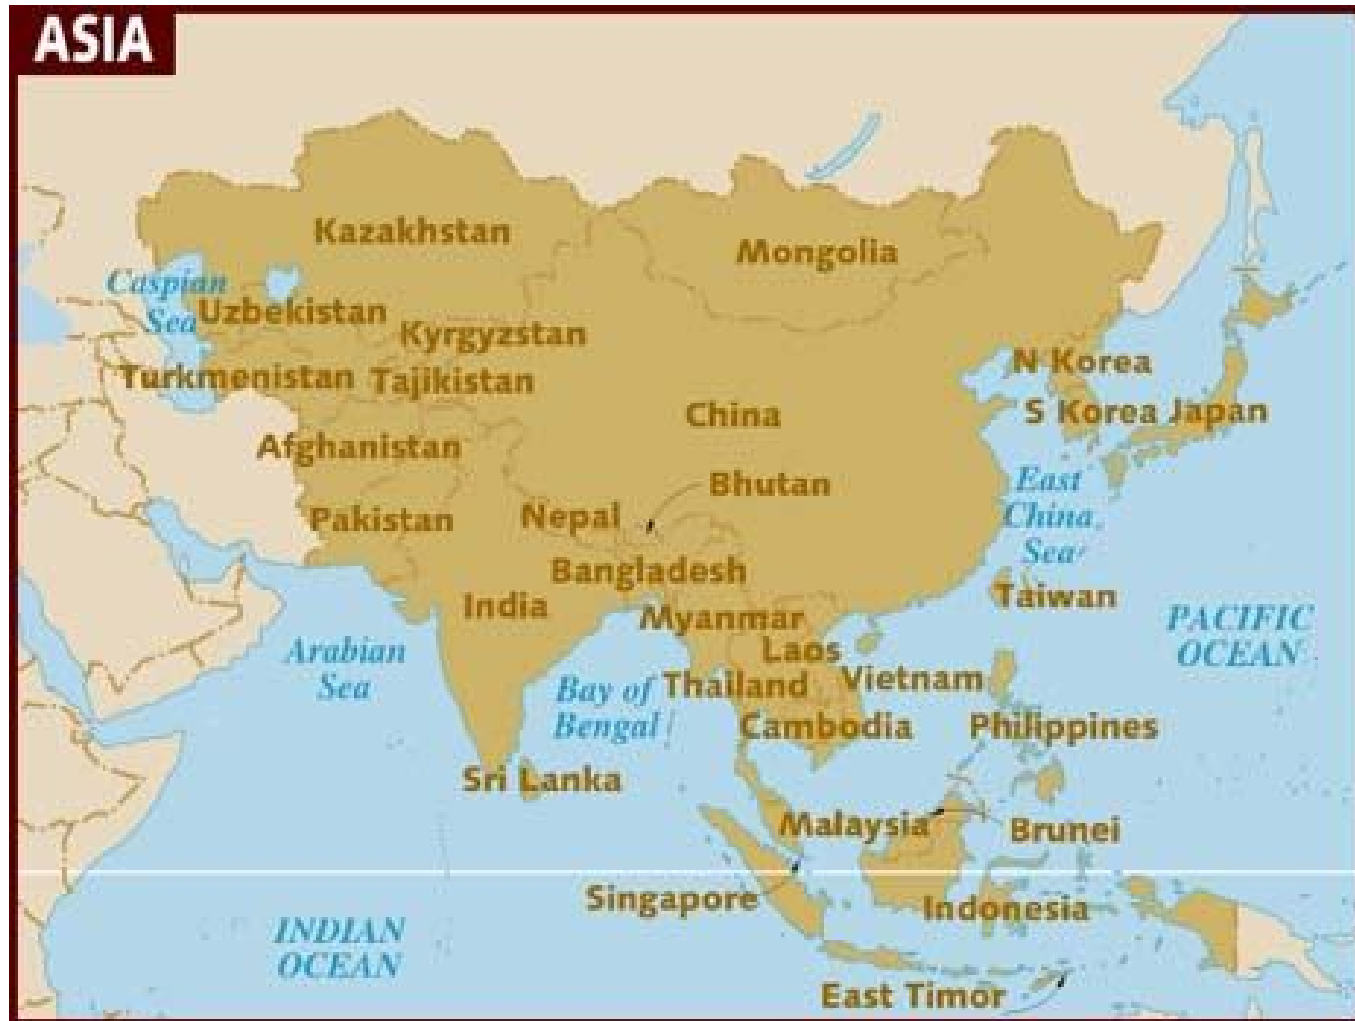 ASIA
Kazakhstan
Mongolia
Caspian
Sea
Uzbekistan
Kyrgyzstan
Turkmenistan
Tajikistan
N Korea
China
S Korea
Japan
Afghanistan
Bhutan
East
China
Sea
Pakistan
Nepal
Bangladesh
India
Taiwan
Myanmar
PACIFIC
OCEAN
Arabian
Sea
Laos
Bay of
Bengal
Thailand
Vietnam
Cambodia
Philippines
Sri Lanka
Malaysia
Brunei
Singapore
Indonesia
INDIAN
OCEAN
East Timor